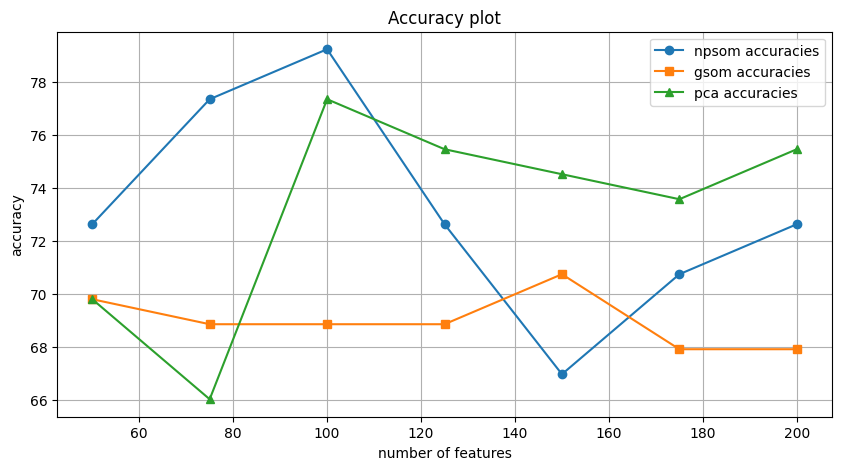 Accuracy plot
npsom accuracies
gsom accuracies
pca accuracies
accuracy
78
76
74
72
70
68
66
60 80 100 120 140 160 180 200
number of features